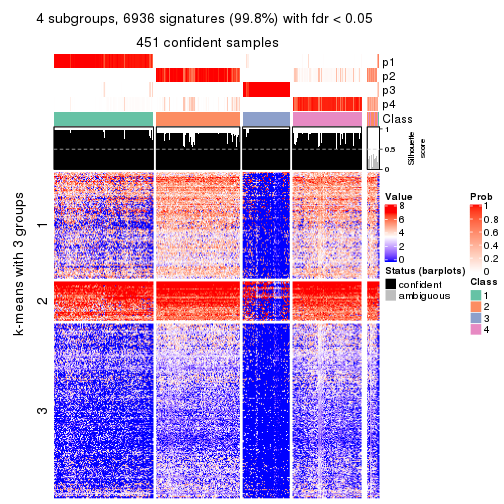 4 subgroups, 6936 signatures (99.8%) with fdr < 0.05
451 confident samples
p1
p2
p3
p4
Class
1
0.5
0
Silhouette
score
k-means with 3 groups
1
2
3
Value
8
6
4
2
0
Status (barplots)
confident
ambiguous
Prob
1
0.8
0.6
0.4
0.2
0
Class
1
2
3
4